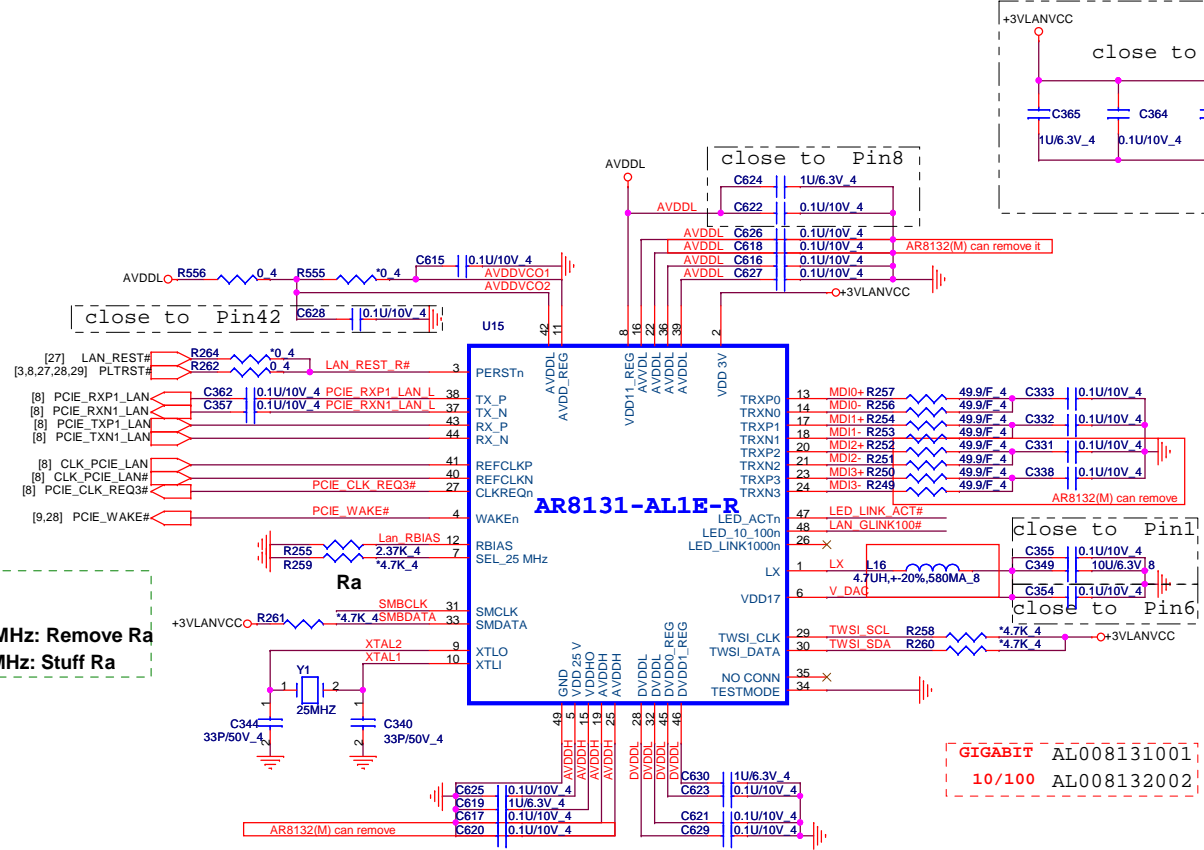 +3VLANVCC
close to
C365
C364
1U/6.3V_4
0.1U/10V_4
AVDDL
close to Pin8
C624 1U/6.3V_4
AVDDL C622 0.1U/10V_4
AVDDL C626 0.1U/10V_4
AVDDL C618 0.1U/10V_4 AR8132(M) can remove it
AVDDL C616 0.1U/10V_4
AVDDL C627 0.1U/10V_4
+3VLANVCC
C615 0.1U/10V_4
AVDDL R556 0_4 R555 *0_4 AVDDVCO1
AVDDVCO2
close to Pin42 C628 0.1U/10V_4
U15
42 11 8 16 22 36 39 2
AVDDL
AVDD_REG
VDD11_REG
AVVDL
AVDDL
AVDDL
AVDDL
VDD 3V
[27] LAN_REST# R264 *0_4
[3,8,27,28,29] PLTRST# R262 0_4 LAN_REST_R# 3 PERSTn
[8] PCIE_RXP1_LAN C362 0.1U/10V_4 PCIE_RXP1_LAN_L 38 TX_P
[8] PCIE_RXN1_LAN C357 0.1U/10V_4 PCIE_RXN1_LAN_L 37 TX_N
[8] PCIE_TXP1_LAN 43 RX_P
[8] PCIE_TXN1_LAN 44 RX_N
[8] CLK_PCIE_LAN 41 REFCLKP
[8] CLK_PCIE_LAN# 40 REFCLKN
[8] PCIE_CLK_REQ3# PCIE_CLK_REQ3# 27 CLKREQn
[9,28] PCIE_WAKE# PCIE_WAKE# 4 WAKEn
AR8131-AL1E-R
TRXP0 13 MDI0+ R257 49.9/F_4 C333 0.1U/10V_4
TRXN0 14 MDI0- R256 49.9/F_4
TRXP1 17 MDI1+ R254 49.9/F_4 C332 0.1U/10V_4
TRXN1 18 MDI1- R253 49.9/F_4
TRXP2 20 MDI2+ R252 49.9/F_4 C331 0.1U/10V_4
TRXN2 21 MDI2- R251 49.9/F_4
TRXP3 23 MDI3+ R250 49.9/F_4 C338 0.1U/10V_4
TRXN3 24 MDI3- R249 49.9/F_4
AR8132(M) can remove
LED_ACTn 47 LED_LINK_ACT#
LED_10_100n 48 LAN_GLINK100#
LED_LINK1000n 26
Lan_RBIAS 12 RBIAS
R255 2.37K_4
R259 *4.7K_4 7 SEL_25 MHz
Ra
close to Pin1
C355 0.1U/10V_4
C349 10U/6.3V_8
LX 1 LX L16
4.7UH,+-20%,580MA_8
C354 0.1U/10V_4
VDD17 6 V_DAC
close to Pin6
MHz: Remove Ra
MHz: Stuff Ra
SMBCLK 31 SMCLK
+3VLANVCC R261 *4.7K_4 SMBDATA 33 SMDATA
XTAL2 9 XTLO
XTAL1 10 XTLI
Y1
1 2
25MHZ
1 1
C344 C340
33P/50V_4 33P/50V_4
2 2
TWSI_CLK 29 TWSI_SCL R258 *4.7K_4
TWSI_DATA 30 TWSI_SDA R260 *4.7K_4 +3VLANVCC
NO CONN 35
TESTMODE 34
GND
VDD 25 V
VDDHO
AVDDH
AVDDH
DVDDL
DVDDL
DVDD0_REG
DVDD1_REG
49 5 15 19 25 28 32 45 46
AVDDH
AVDDH
AVDDH
AVDDH
DVDDL
DVDDL
DVDDL
DVDDL
C625 0.1U/10V_4
C619 1U/6.3V_4
C617 0.1U/10V_4
AR8132(M) can remove C620 0.1U/10V_4
C630 1U/6.3V_4
C623 0.1U/10V_4
C621 0.1U/10V_4
C629 0.1U/10V_4
GIGABIT AL008131001
10/100 AL008132002